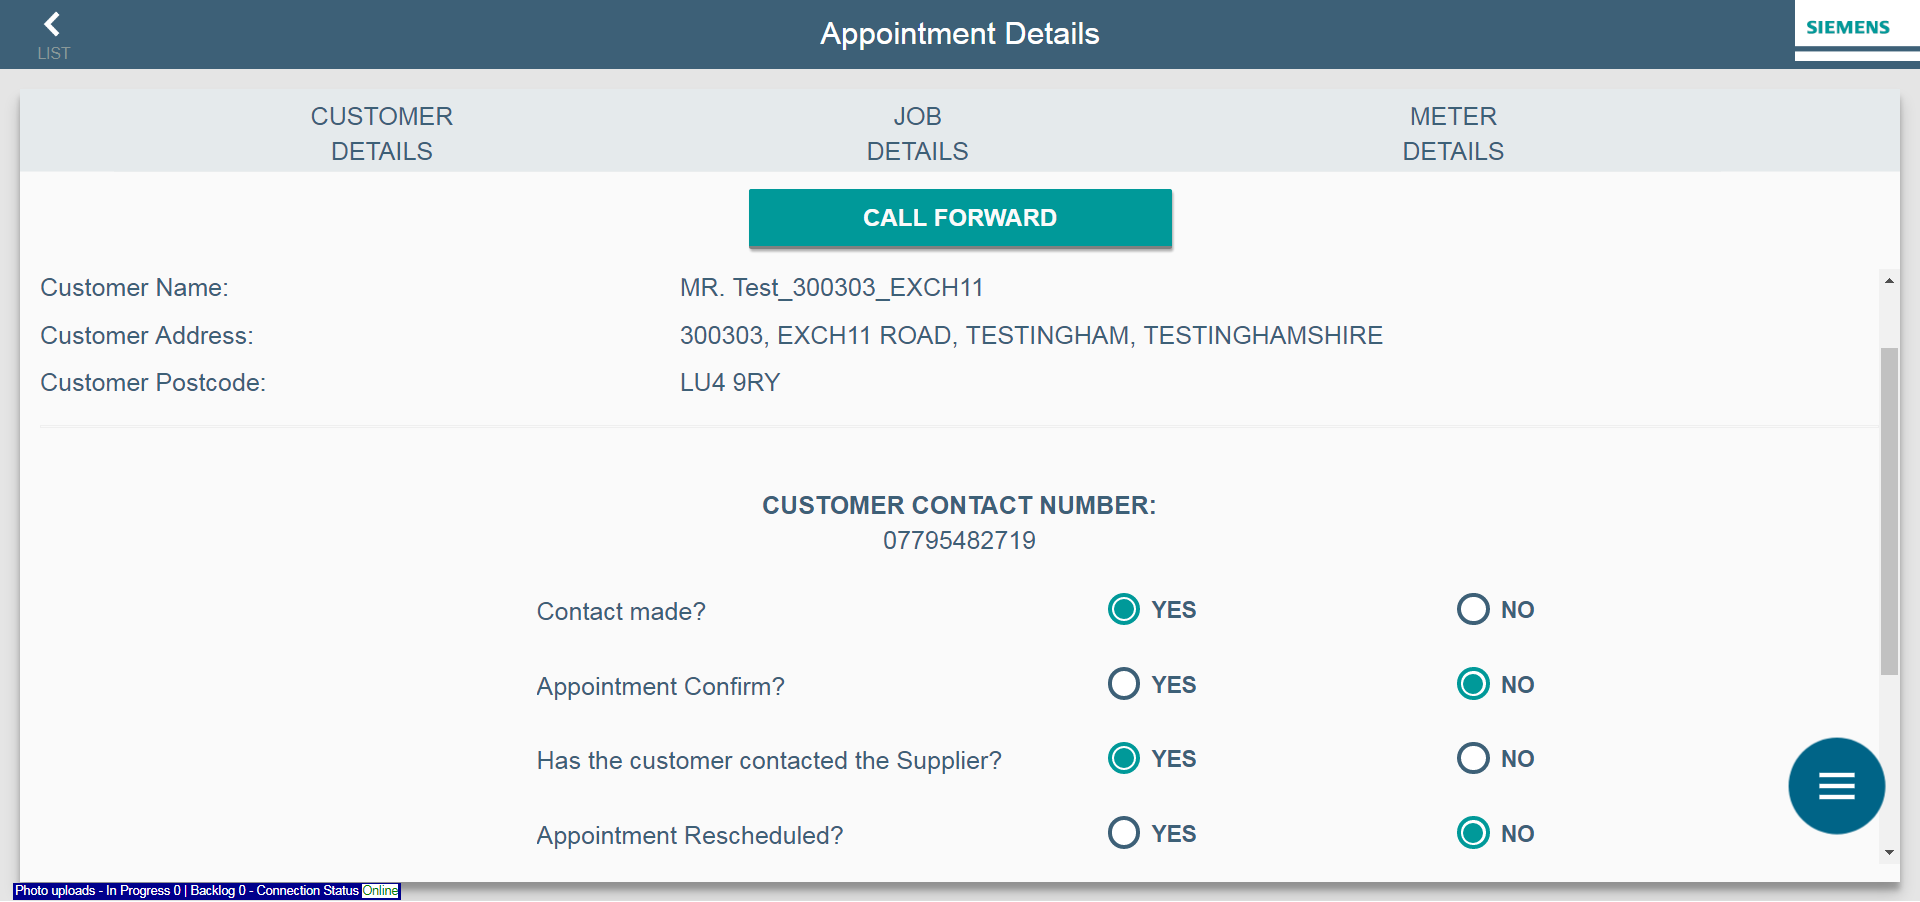 LIST
Appointment Details
SIEMENS
CUSTOMER DETAILS
JOB DETAILS
METER DETAILS
CALL FORWARD
Customer Name: MR. Test_300303_EXCH11
Customer Address: 300303, EXCH11 ROAD, TESTINGHAM, TESTINGHAMSHIRE
Customer Postcode: LU4 9RY
CUSTOMER CONTACT NUMBER:
07795482719
Contact made? YES NO
Appointment Confirm? YES NO
Has the customer contacted the Supplier? YES NO
Appointment Rescheduled? YES NO
Photo uploads - In Progress 0 | Backlog 0 - Connection Status Online